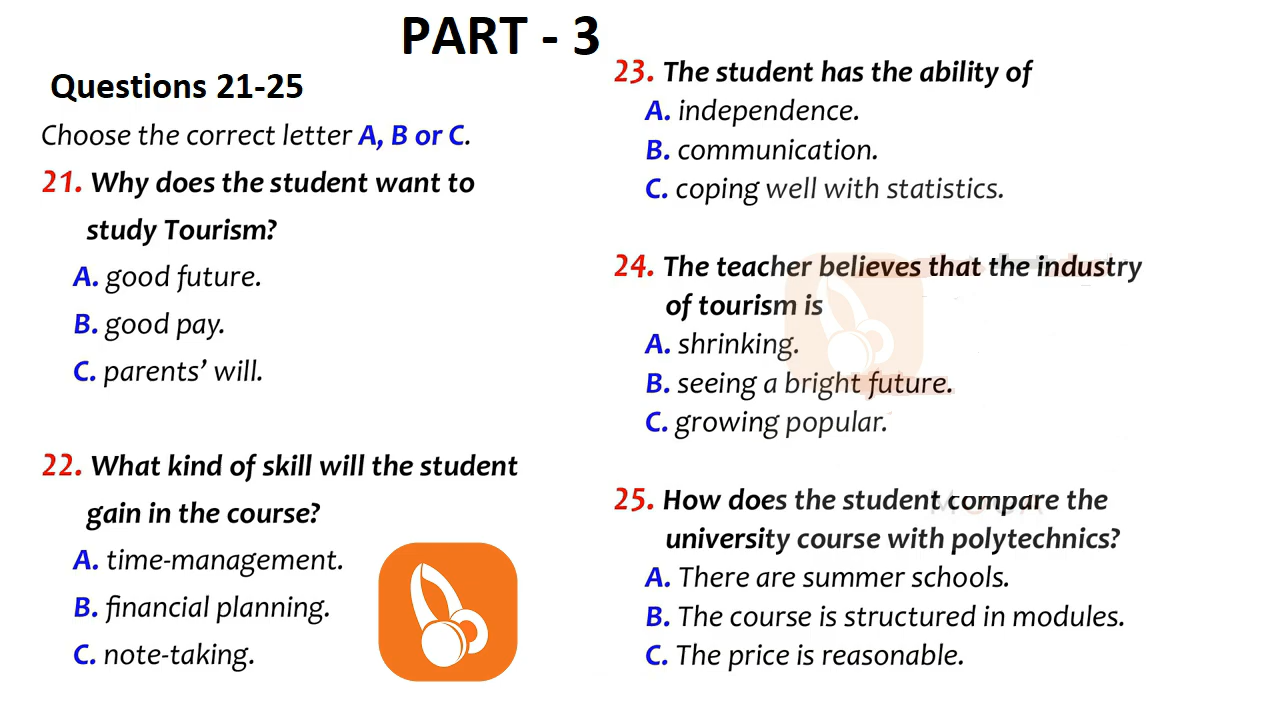 PART - 3
Questions 21-25
Choose the correct letter A, B or C.
21. Why does the student want to
study Tourism?
A. good future.
B. good pay.
C. parents’ will.
22. What kind of skill will the student
gain in the course?
A. time-management.
B. financial planning.
C. note-taking.
23. The student has the ability of
A. independence.
B. communication.
C. coping well with statistics.
24. The teacher believes that the industry
of tourism is
A. shrinking.
B. seeing a bright future.
C. growing popular.
25. How does the student compare the
university course with polytechnics?
A. There are summer schools.
B. The course is structured in modules.
C. The price is reasonable.